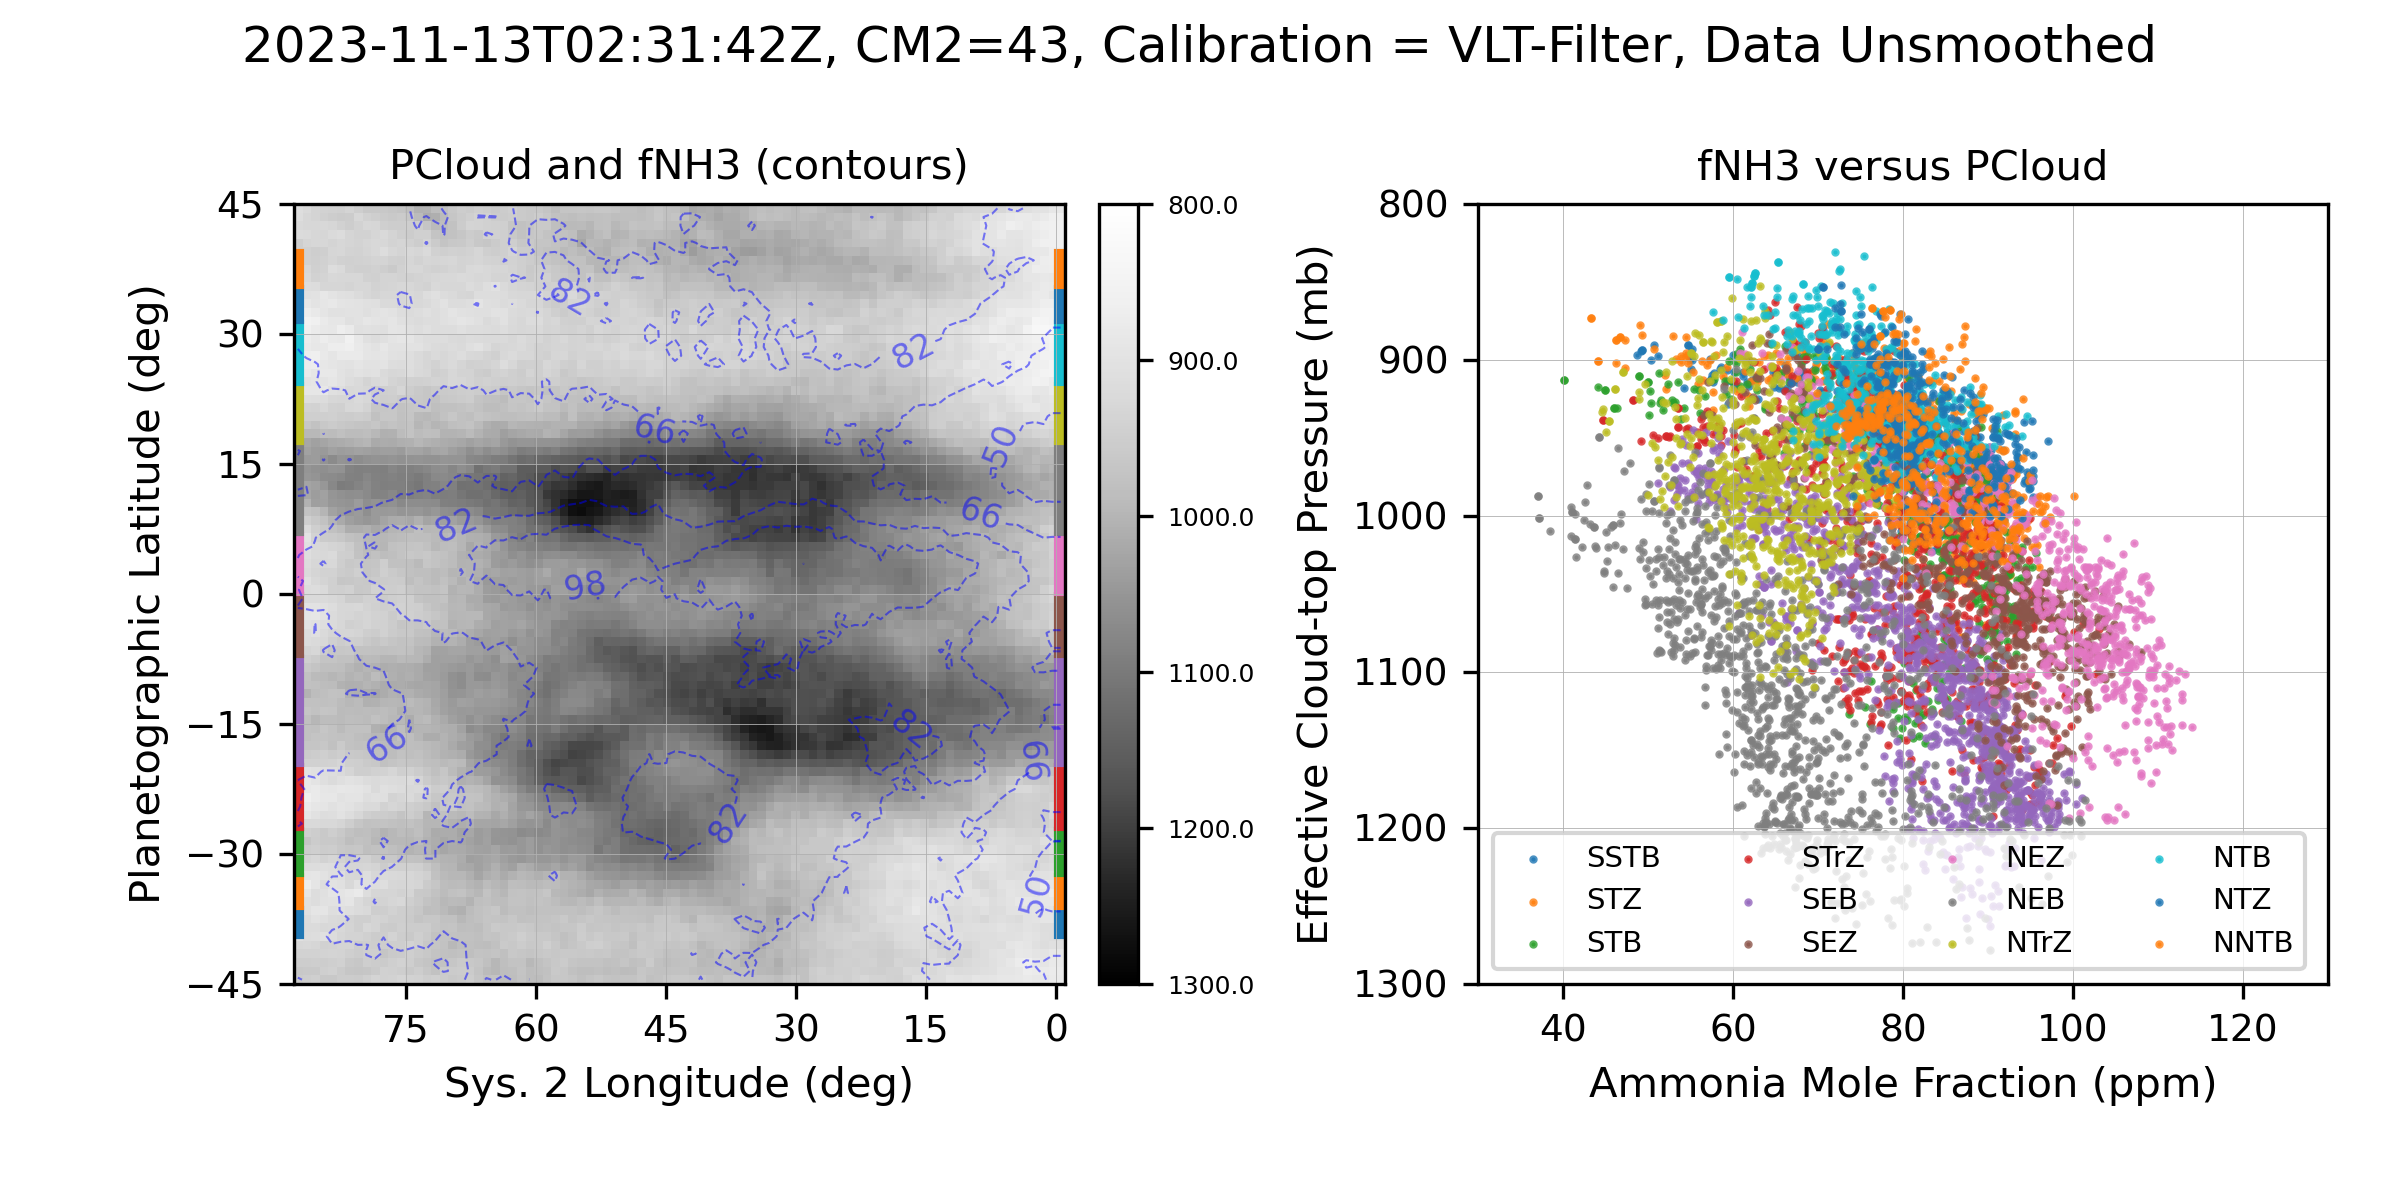 2023-11-13T02:31:42Z, CM2=43, Calibration = VLT-Filter, Data Unsmoothed
PCloud and fNH3 (contours)
45
30
15
0
−15
−30
−45
Planetographic Latitude (deg)
82
82
66
50
66
82
98
66
82
66
82
50
75 60 45 30 15 0
Sys. 2 Longitude (deg)
800.0
900.0
1000.0
1100.0
1200.0
1300.0
fNH3 versus PCloud
800
900
1000
1100
1200
1300
Effective Cloud-top Pressure (mb)
SSTB STrZ NEZ NTB
STZ SEB NEB NTZ
STB SEZ NTrZ NNTB
40 60 80 100 120
Ammonia Mole Fraction (ppm)